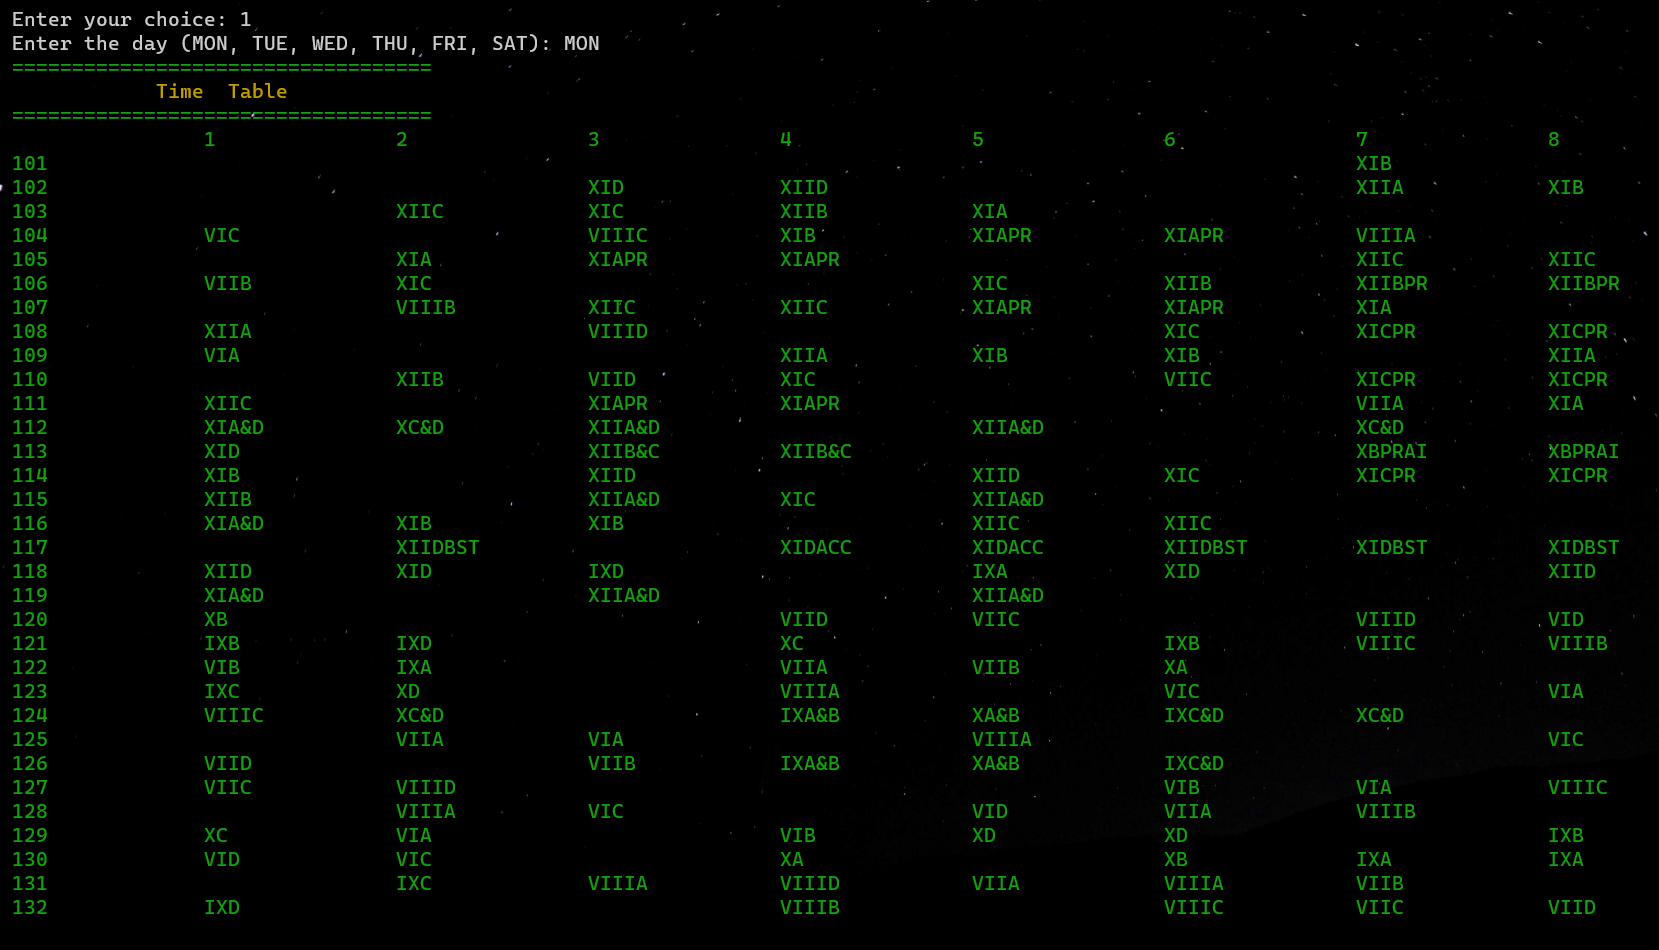 Enter your choice: 1
Enter the day (MON, TUE, WED, THU, FRI, SAT): MON
===================================
Time  Table
===================================
1 2 3 4 5 6 7 8
101 XIB
102 XID XIID XIIA XIB
103 XIIC XIC XIIB XIA
104 VIC VIIIC XIB XIAPR XIAPR VIIIA
105 XIA XIAPR XIAPR XIIC XIIC
106 VIIB XIC XIC XIIB XIIBPR XIIBPR
107 VIIIB XIIC XIIC XIAPR XIAPR XIA
108 XIIA VIIID XIC XICPR XICPR
109 VIA XIIA XIB XIB XIIA
110 XIIB VIID XIC VIIC XICPR XICPR
111 XIIC XIAPR XIAPR VIIA XIA
112 XIA&D XC&D XIIA&D XIIA&D XC&D
113 XID XIIB&C XIIB&C XBPRAI XBPRAI
114 XIB XIID XIID XIC XICPR XICPR
115 XIIB XIIA&D XIC XIIA&D
116 XIA&D XIB XIB XIIC XIIC
117 XIIDBST XIDACC XIDACC XIIDBST XIDBST XIDBST
118 XIID XID IXD IXA XID XIID
119 XIA&D XIIA&D XIIA&D
120 XB VIID VIIC VIIID VID
121 IXB IXD XC IXB VIIIC VIIIB
122 VIB IXA VIIA VIIB XA
123 IXC XD VIIIA VIC VIA
124 VIIIC XC&D IXA&B XA&B IXC&D XC&D
125 VIIA VIA VIIIA VIC
126 VIID VIIB IXA&B XA&B IXC&D
127 VIIC VIIID VIB VIA VIIIC
128 VIIIA VIC VID VIIA VIIIB
129 XC VIA VIB XD XD IXB
130 VID VIC XA XB IXA IXA
131 IXC VIIIA VIIID VIIA VIIIA VIIB
132 IXD VIIIB VIIIC VIIC VIID